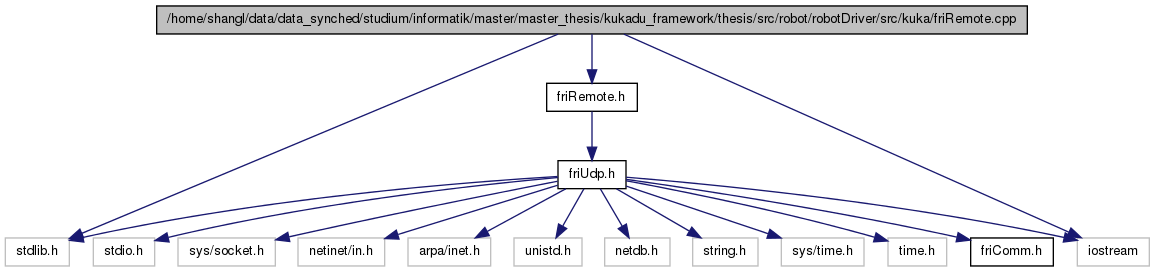 /home/shangl/data/data_synched/studium/informatik/master/master_thesis/kukadu_framework/thesis/src/robot/robotDriver/src/kuka/friRemote.cpp
friRemote.h
friUdp.h
stdlib.h
stdio.h
sys/socket.h
netinet/in.h
arpa/inet.h
unistd.h
netdb.h
string.h
sys/time.h
time.h
friComm.h
iostream